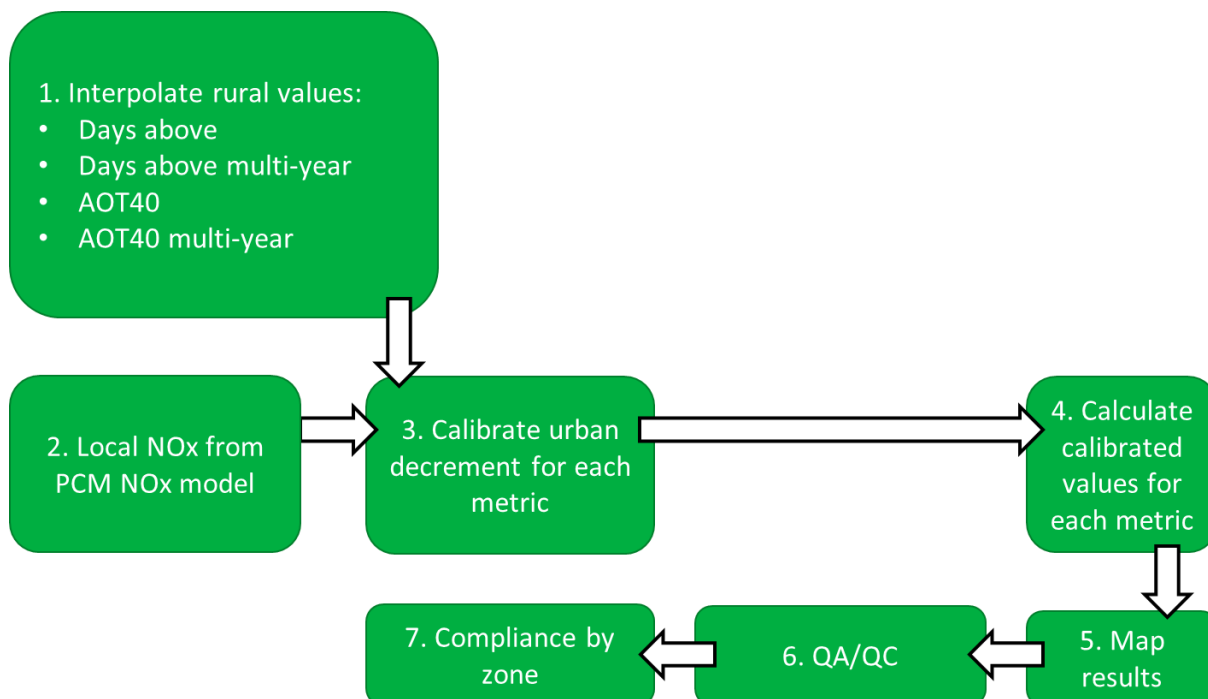 1. Interpolate rural values:
• Days above
• Days above multi-year
• AOT40
• AOT40 multi-year
2. Local NOx from
PCM NOx model
3. Calibrate urban
decrement for each
metric
4. Calculate
calibrated
values for
each metric
5. Map
results
6. QA/QC
7. Compliance by
zone